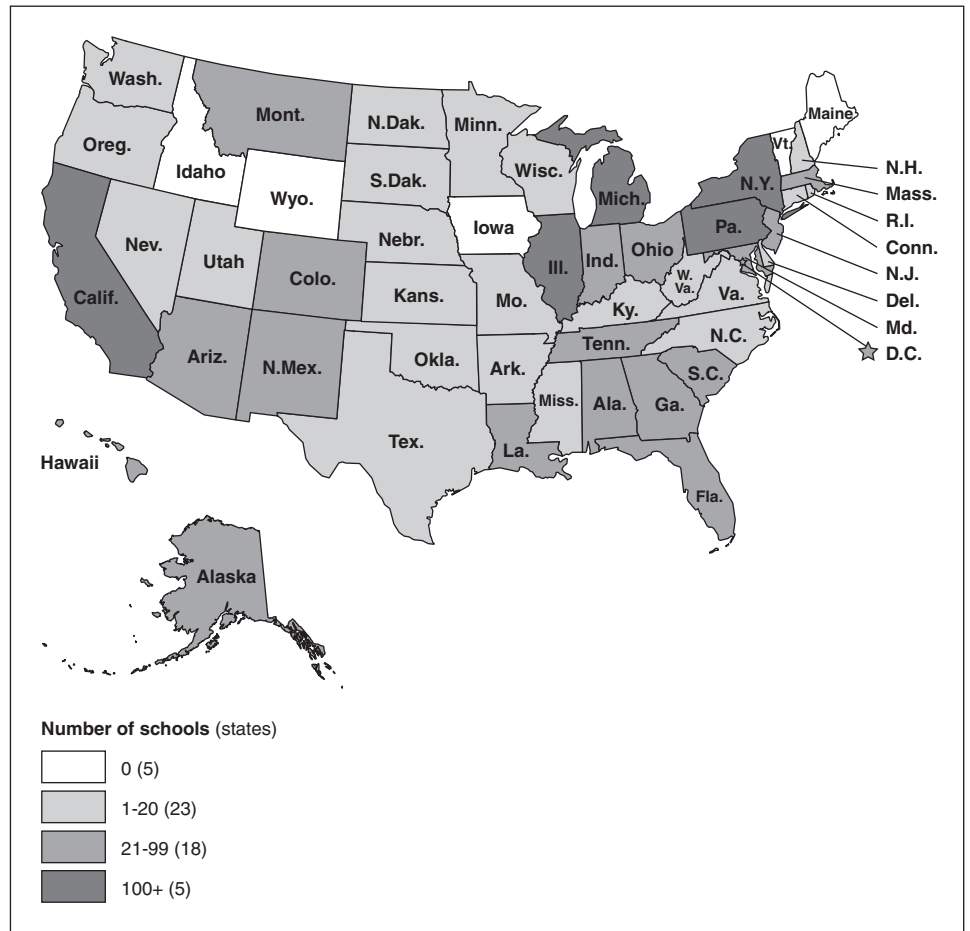 Wash.
Mont.
N.Dak.
Minn.
Maine
Oreg.
Idaho
Wyo.
S.Dak.
Wisc.
Mich.
Vt.
N.Y.
N.H.
Mass.
R.I.
Conn.
N.J.
Del.
Md.
D.C.
Nev.
Utah
Colo.
Nebr.
Iowa
Ill.
Ind.
Ohio
Pa.
Calif.
Kans.
Mo.
Ky.
W.
Va.
Va.
Ariz.
N.Mex.
Okla.
Ark.
Tenn.
N.C.
Tex.
La.
Miss.
Ala.
Ga.
S.C.
Fla.
Hawaii
Alaska
Number of schools (states)
0 (5)
1-20 (23)
21-99 (18)
100+ (5)